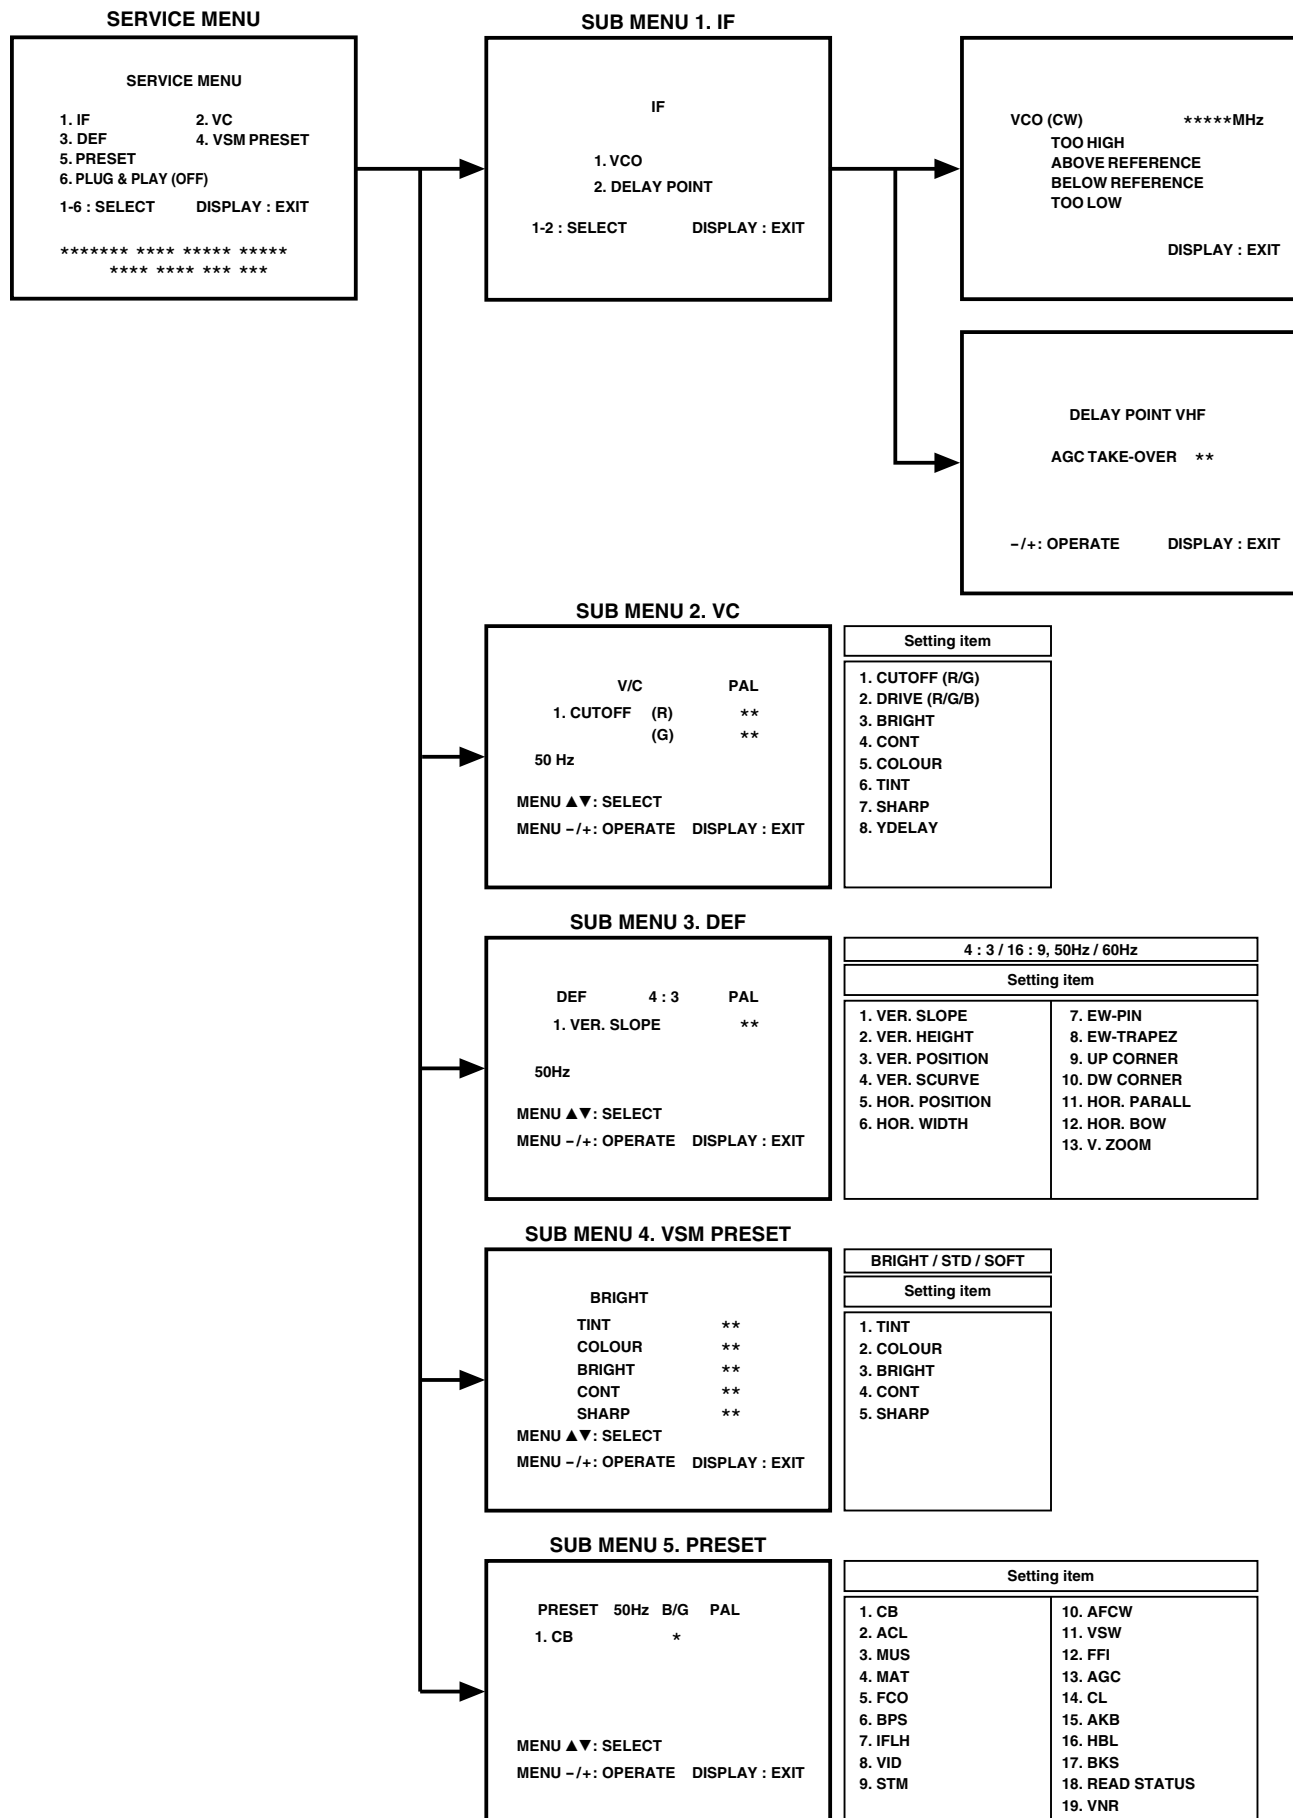 SERVICE MENU
SERVICE MENU
1. IF 2. VC
3. DEF 4. VSM PRESET
5. PRESET
6. PLUG & PLAY (OFF)
1-6 : SELECT DISPLAY : EXIT
******* **** ***** *****
**** **** *** ***
SUB MENU 1. IF
IF
1. VCO
2. DELAY POINT
1-2 : SELECT DISPLAY : EXIT
VCO (CW) *****MHz
TOO HIGH
ABOVE REFERENCE
BELOW REFERENCE
TOO LOW
DISPLAY : EXIT
DELAY POINT VHF
AGC TAKE-OVER **
–/+: OPERATE DISPLAY : EXIT
SUB MENU 2. VC
V/C PAL
1. CUTOFF (R) **
(G) **
50 Hz
MENU ▲▼: SELECT
MENU –/+: OPERATE DISPLAY : EXIT
Setting item
1. CUTOFF (R/G)
2. DRIVE (R/G/B)
3. BRIGHT
4. CONT
5. COLOUR
6. TINT
7. SHARP
8. YDELAY
SUB MENU 3. DEF
DEF 4 : 3 PAL
1. VER. SLOPE **
50Hz
MENU ▲▼: SELECT
MENU –/+: OPERATE DISPLAY : EXIT
4 : 3 / 16 : 9, 50Hz / 60Hz
Setting item
1. VER. SLOPE
2. VER. HEIGHT
3. VER. POSITION
4. VER. SCURVE
5. HOR. POSITION
6. HOR. WIDTH
7. EW-PIN
8. EW-TRAPEZ
9. UP CORNER
10. DW CORNER
11. HOR. PARALL
12. HOR. BOW
13. V. ZOOM
SUB MENU 4. VSM PRESET
BRIGHT
TINT **
COLOUR **
BRIGHT **
CONT **
SHARP **
MENU ▲▼: SELECT
MENU –/+: OPERATE DISPLAY : EXIT
BRIGHT / STD / SOFT
Setting item
1. TINT
2. COLOUR
3. BRIGHT
4. CONT
5. SHARP
SUB MENU 5. PRESET
PRESET 50Hz B/G PAL
1. CB *
MENU ▲▼: SELECT
MENU –/+: OPERATE DISPLAY : EXIT
Setting item
1. CB
2. ACL
3. MUS
4. MAT
5. FCO
6. BPS
7. IFLH
8. VID
9. STM
10. AFCW
11. VSW
12. FFI
13. AGC
14. CL
15. AKB
16. HBL
17. BKS
18. READ STATUS
19. VNR